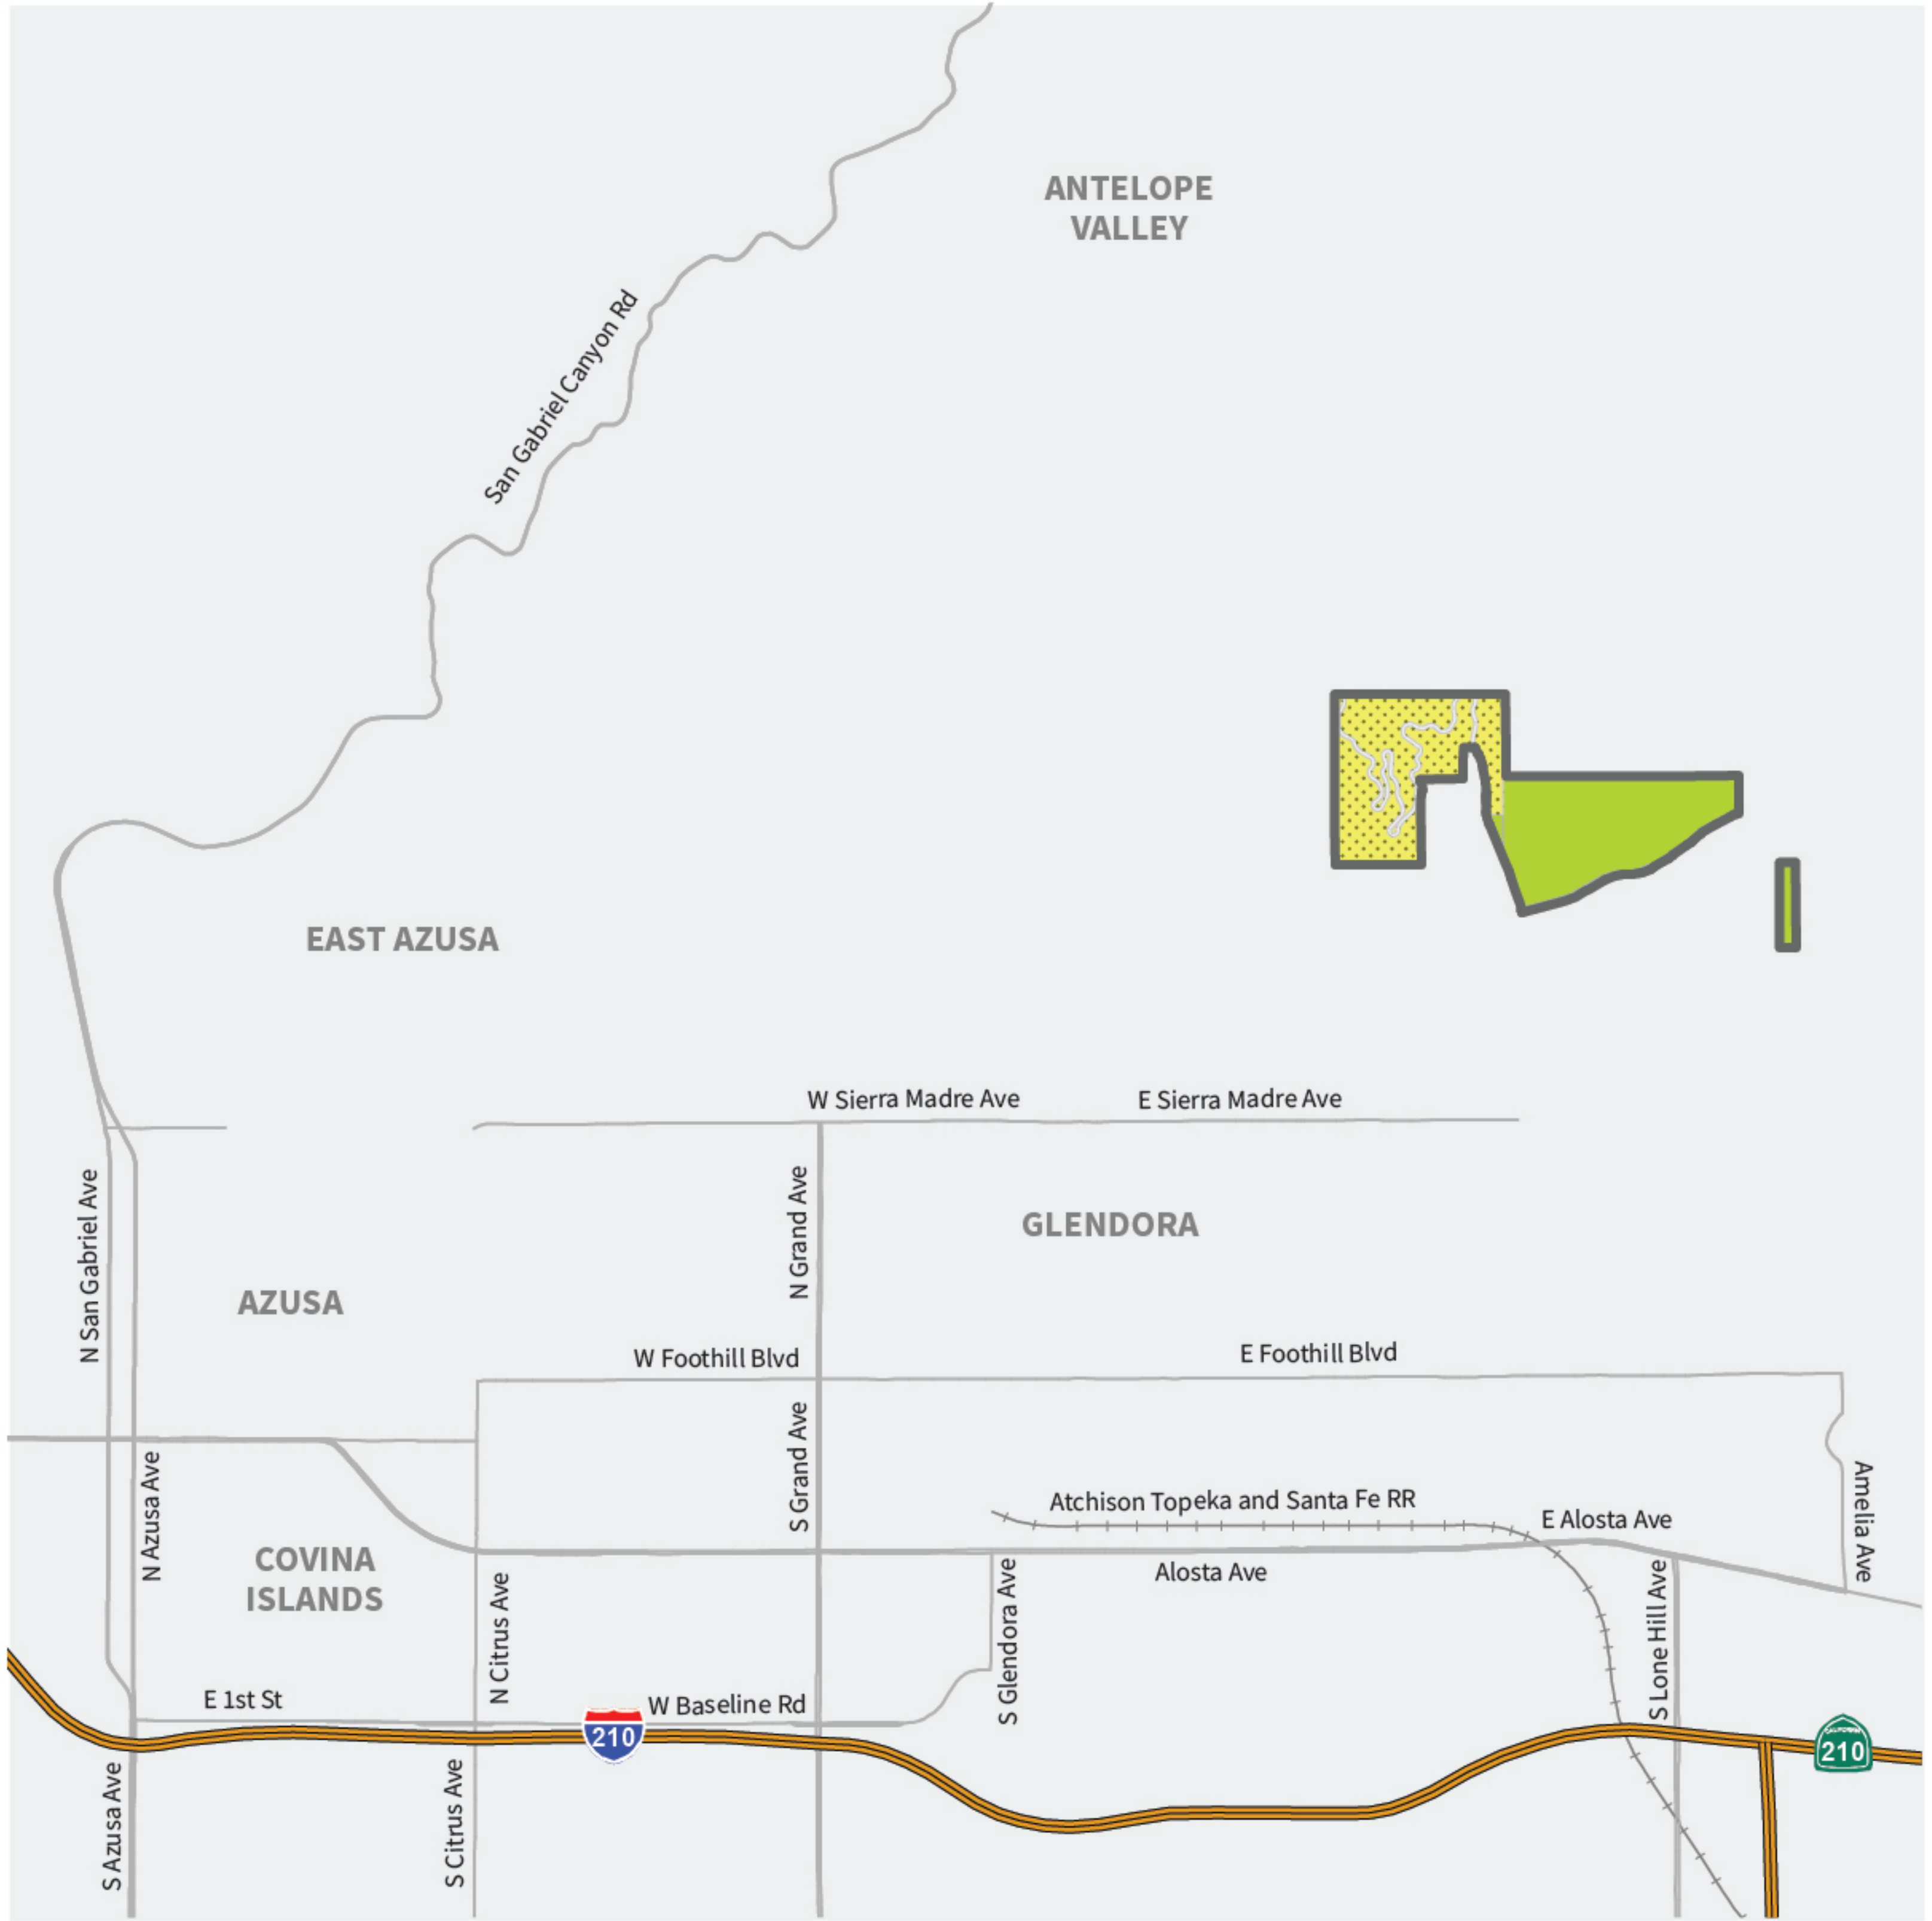 ANTELOPE
VALLEY
San Gabriel Canyon Rd
EAST AZUSA
W Sierra Madre Ave
E Sierra Madre Ave
N San Gabriel Ave
N Grand Ave
GLENDORA
AZUSA
W Foothill Blvd
E Foothill Blvd
S Grand Ave
N Azusa Ave
Atchison Topeka and Santa Fe RR
E Alosta Ave
Amelia Ave
COVINA
ISLANDS
Alosta Ave
N Citrus Ave
S Glendora Ave
S Lone Hill Ave
E 1st St
W Baseline Rd
210
CALIFORNIA
210
S Azusa Ave
S Citrus Ave